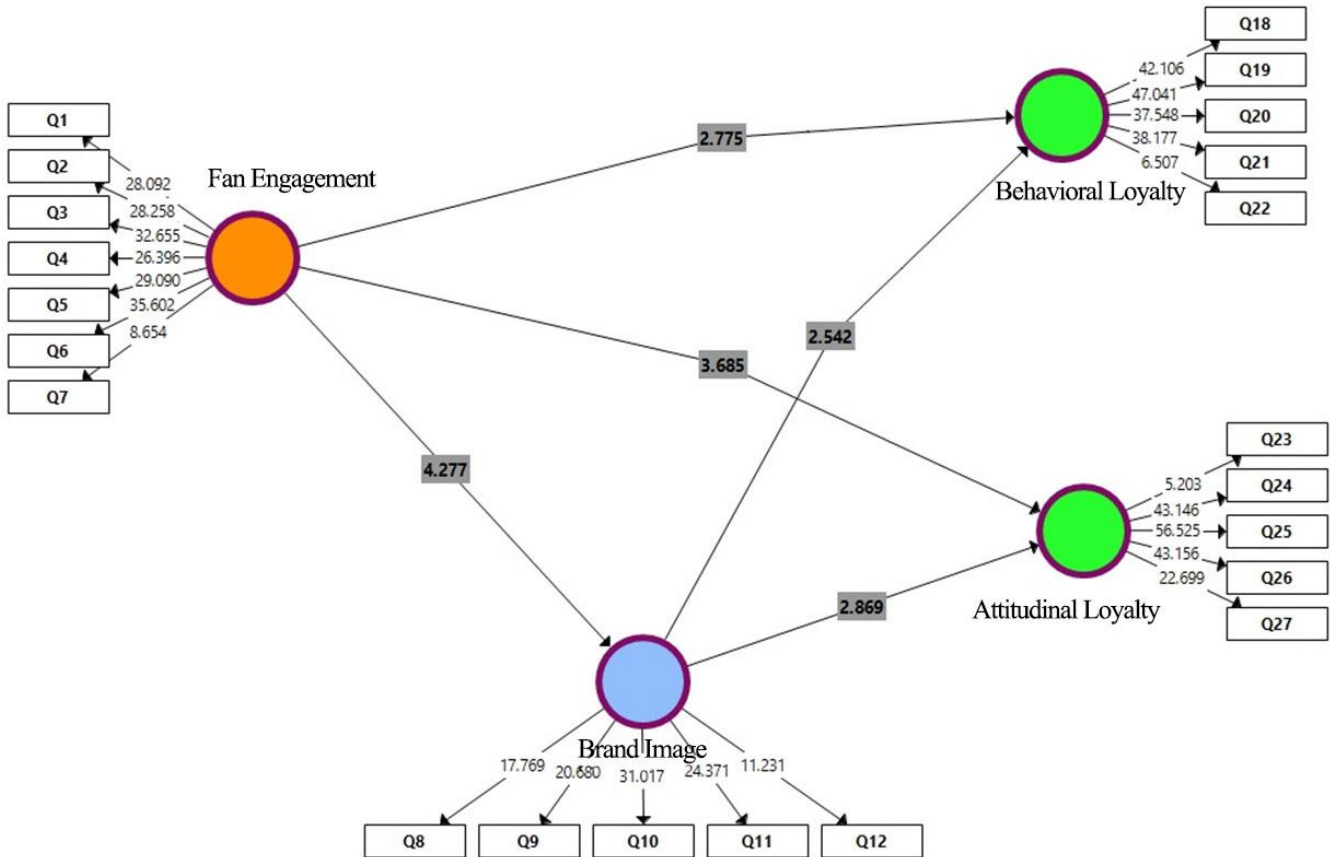 Q18
42.106
Q19
47.041
Q20
37.548
Q21
38.177
Q22
6.507
Behavioral Loyalty
Q1
Q2
Q3
Q4
Q5
Q6
Q7
28.092
28.258
32.655
26.396
29.090
35.602
8.654
Fan Engagement
2.775
2.542
3.685
4.277
2.869
Q23
Q24
Q25
Q26
Q27
5.203
43.146
56.525
43.156
22.699
Attitudinal Loyalty
Brand Image
17.769
20.680
31.017
24.371
11.231
Q8
Q9
Q10
Q11
Q12